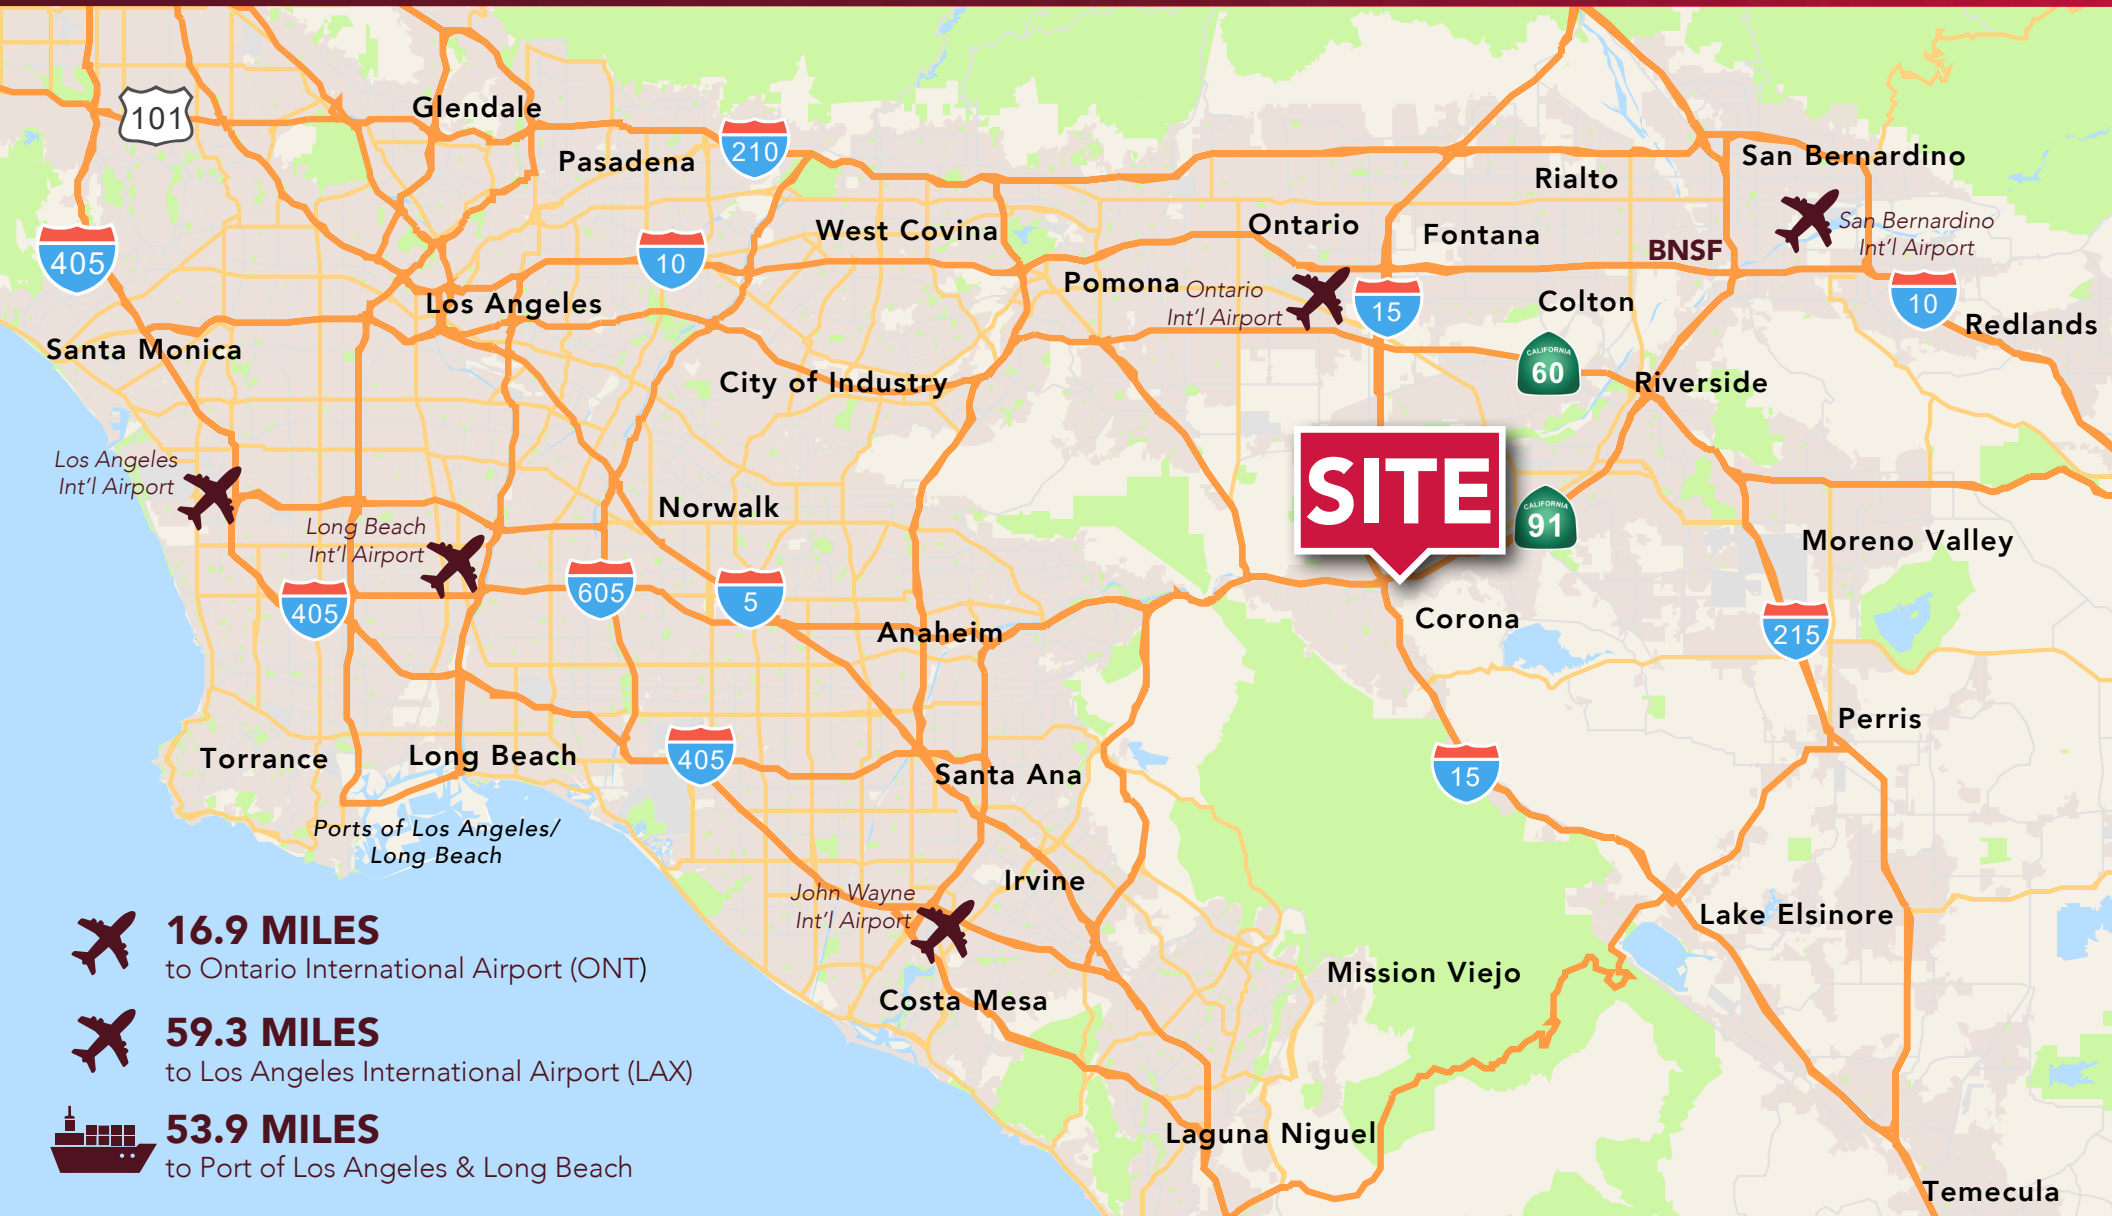 101
Glendale
Pasadena
210
San Bernardino
Rialto
West Covina
Ontario
Fontana
BNSF
San Bernardino
Int'l Airport
405
10
Pomona
Ontario
Int'l Airport
15
Colton
10
Los Angeles
Redlands
Santa Monica
City of Industry
CALIFORNIA
60
Riverside
Los Angeles
Int'l Airport
Norwalk
SITE
CALIFORNIA
91
Long Beach
Int'l Airport
Moreno Valley
405
605
5
Anaheim
Corona
215
Perris
Torrance
Long Beach
405
Santa Ana
15
Ports of Los Angeles/
Long Beach
John Wayne
Int'l Airport
Irvine
Lake Elsinore
Mission Viejo
Costa Mesa
Laguna Niguel
Temecula
16.9 MILES
to Ontario International Airport (ONT)
59.3 MILES
to Los Angeles International Airport (LAX)
53.9 MILES
to Port of Los Angeles & Long Beach